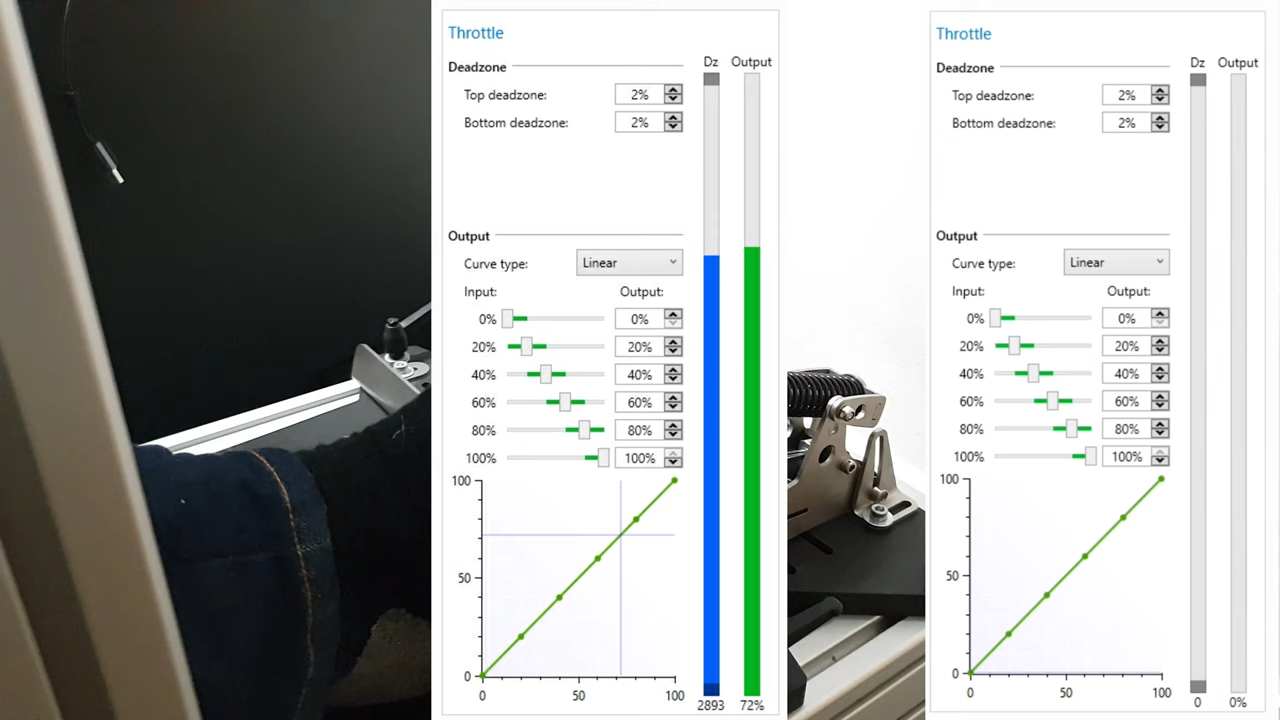 Throttle
Dz Output
Deadzone
Top deadzone: 2%
Bottom deadzone: 2%
Output
Curve type: Linear
Input: Output:
0% 0%
20% 20%
40% 40%
60% 60%
80% 80%
100% 100%
100
50
0
0 50 100
2893 72%
Throttle
Dz Output
Deadzone
Top deadzone: 2%
Bottom deadzone: 2%
Output
Curve type: Linear
Input: Output:
0% 0%
20% 20%
40% 40%
60% 60%
80% 80%
100% 100%
100
50
0
0 50 100
0 0%